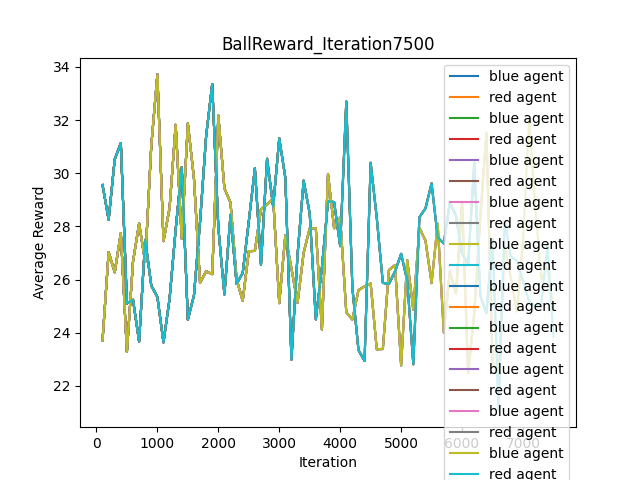 BallReward_Iteration7500
Average Reward
34
32
30
28
26
24
22
0
1000
2000
3000
4000
5000
6000
7000
Iteration
blue agent
red agent
blue agent
red agent
blue agent
red agent
blue agent
red agent
blue agent
red agent
blue agent
red agent
blue agent
red agent
blue agent
red agent
blue agent
red agent
blue agent
red agent